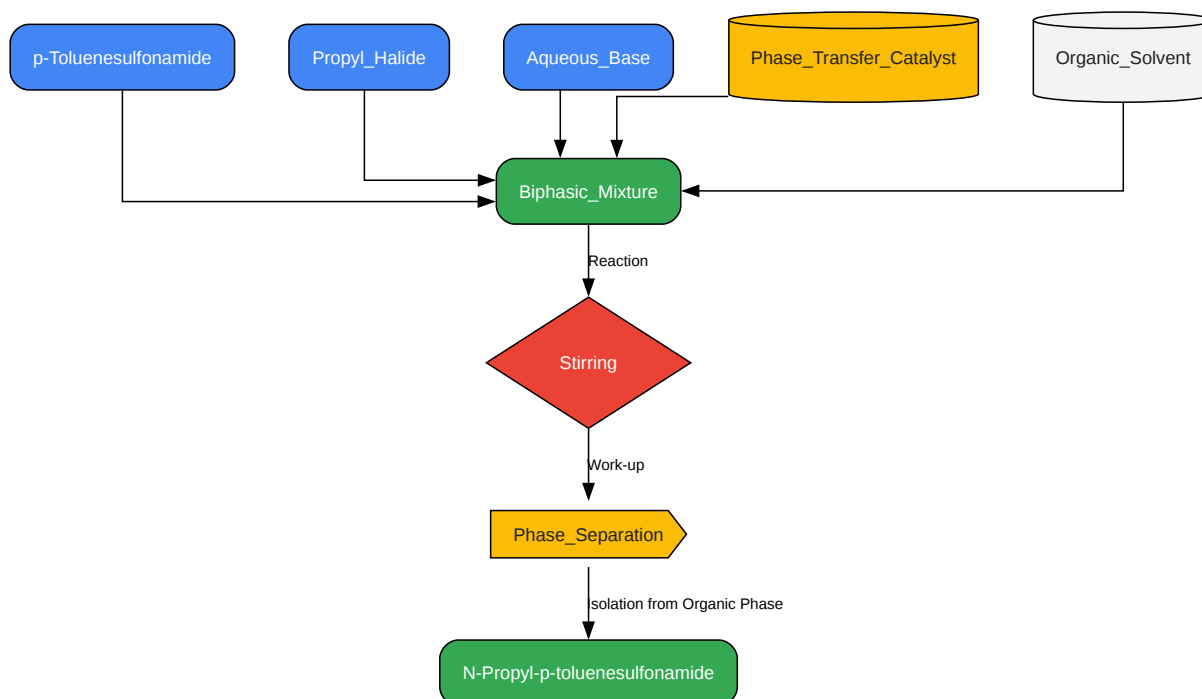 p-Toluenesulfonamide
Propyl_Halide
Aqueous_Base
Phase_Transfer_Catalyst
Organic_Solvent
Biphasic_Mixture
Reaction
Stirring
Work-up
Phase_Separation
Isolation from Organic Phase
N-Propyl-p-toluenesulfonamide